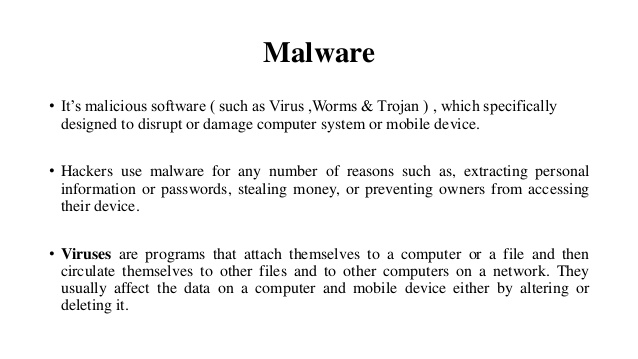 Malware
• It’s malicious software ( such as Virus ,Worms & Trojan ) , which specifically
designed to disrupt or damage computer system or mobile device.
• Hackers use malware for any number of reasons such as, extracting personal
information or passwords, stealing money, or preventing owners from accessing
their device.
• Viruses are programs that attach themselves to a computer or a file and then
circulate themselves to other files and to other computers on a network. They
usually affect the data on a computer and mobile device either by altering or
deleting it.